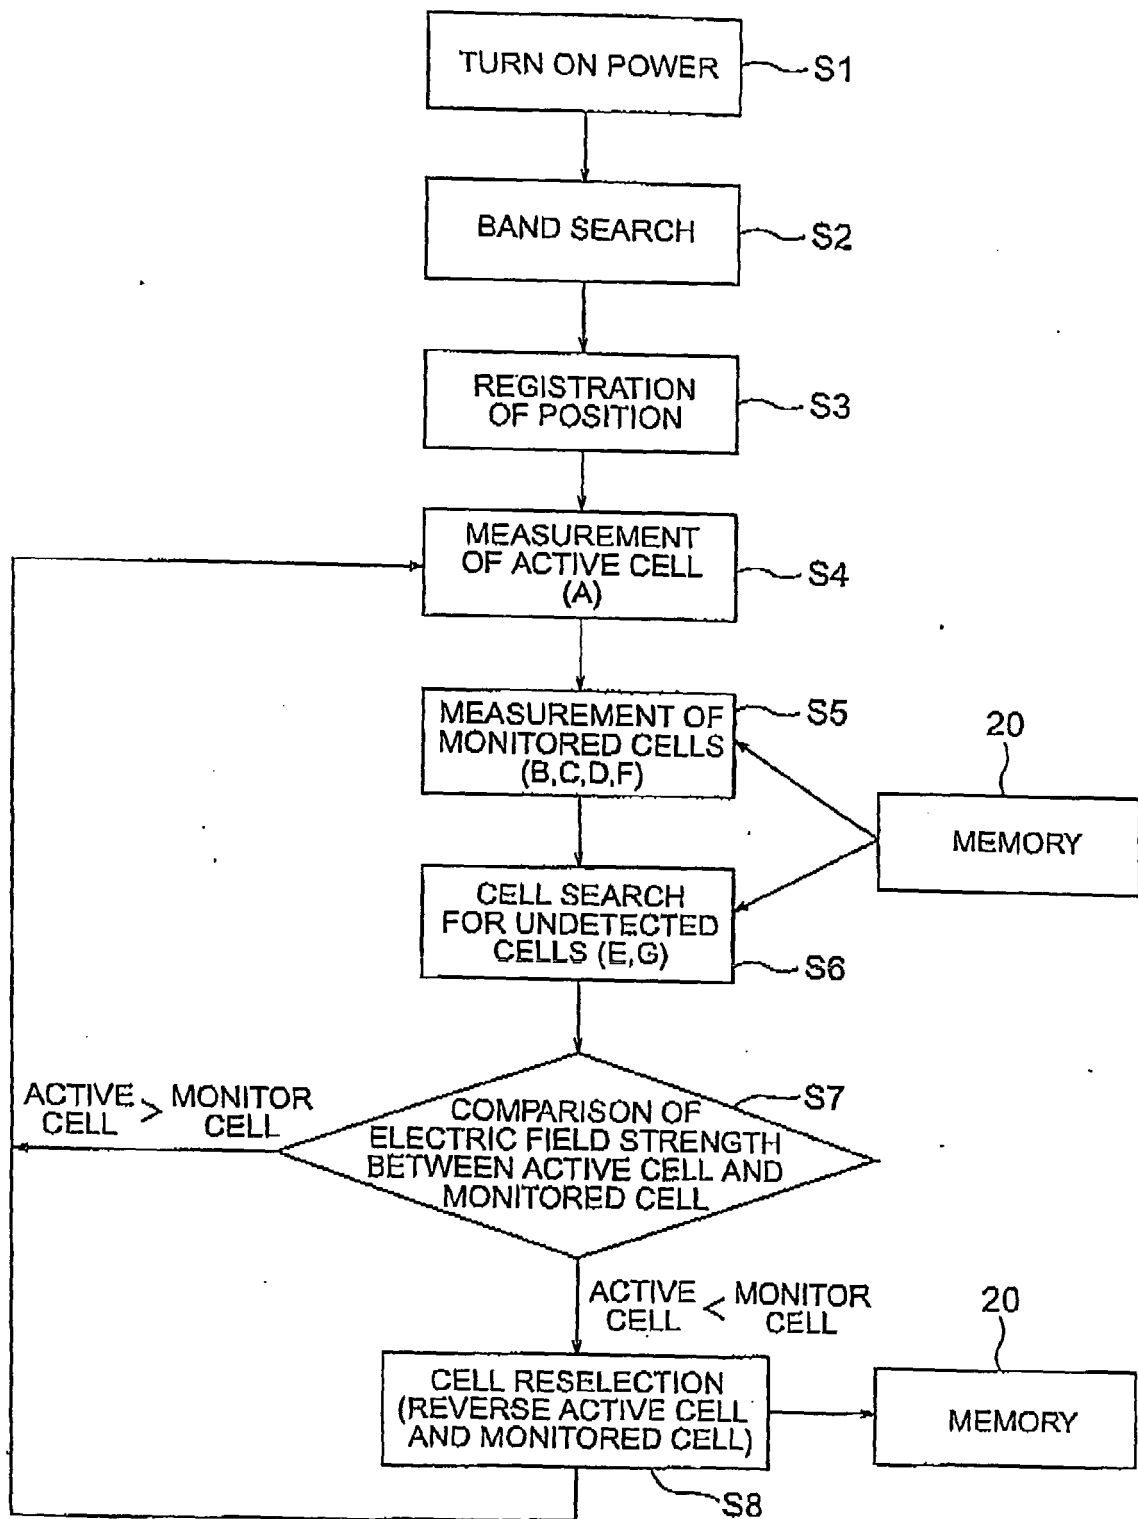 TURN ON POWER
S1
BAND SEARCH
S2
REGISTRATION
OF POSITION
S3
MEASUREMENT
OF ACTIVE CELL
(A)
S4
MEASUREMENT OF
MONITORED CELLS
(B,C,D,F)
S5
20
MEMORY
CELL SEARCH
FOR UNDETECTED
CELLS (E,G)
S6
COMPARISON OF
ELECTRIC FIELD STRENGTH
BETWEEN ACTIVE CELL AND
MONITORED CELL
S7
ACTIVE CELL > MONITOR CELL
ACTIVE CELL < MONITOR CELL
CELL RESELECTION
(REVERSE ACTIVE CELL
AND MONITORED CELL)
S8
20
MEMORY